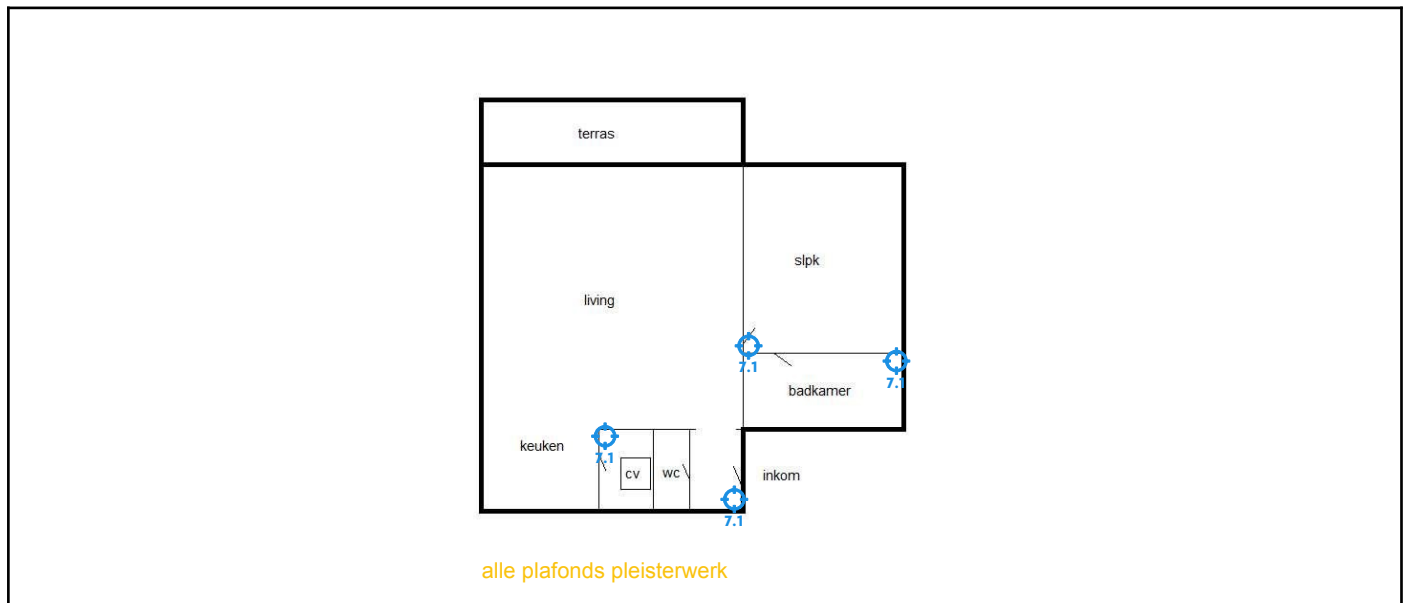 terras
slpk
living
7.1
7.1
badkamer
keuken
7.1
cv
wc
inkom
7.1
alle plafonds pleisterwerk